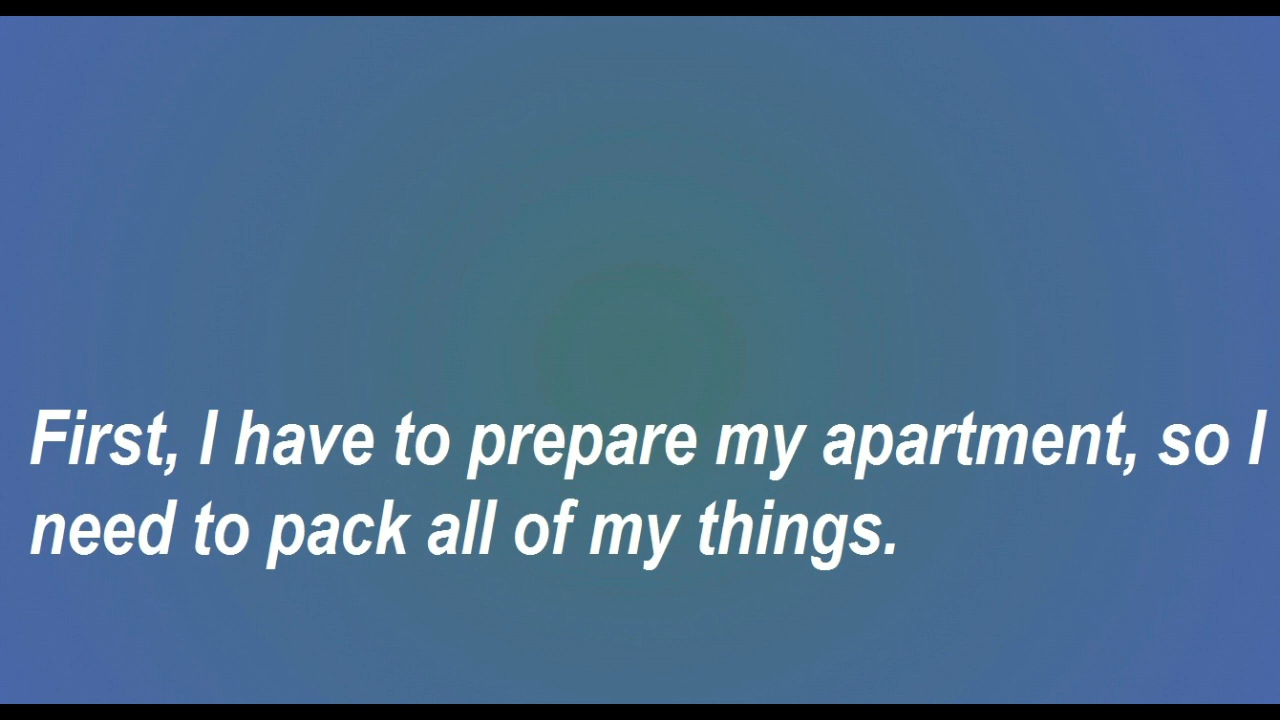 First, I have to prepare my apartment, so I
need to pack all of my things.